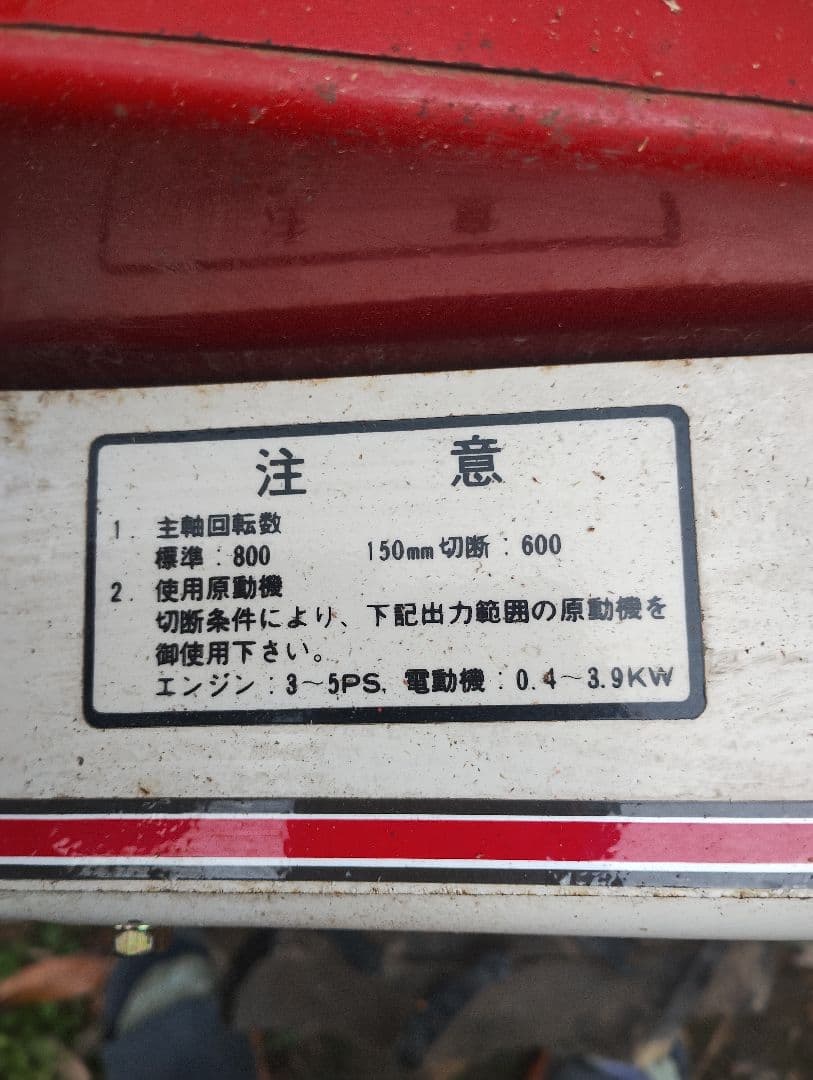 注 意
1. 主軸回転数
標準:800 150mm切断:600
2. 使用原動機
切断条件により、下記出力範囲の原動機を
御使用下さい。
エンジン:3~5PS, 電動機:0.4~3.9KW